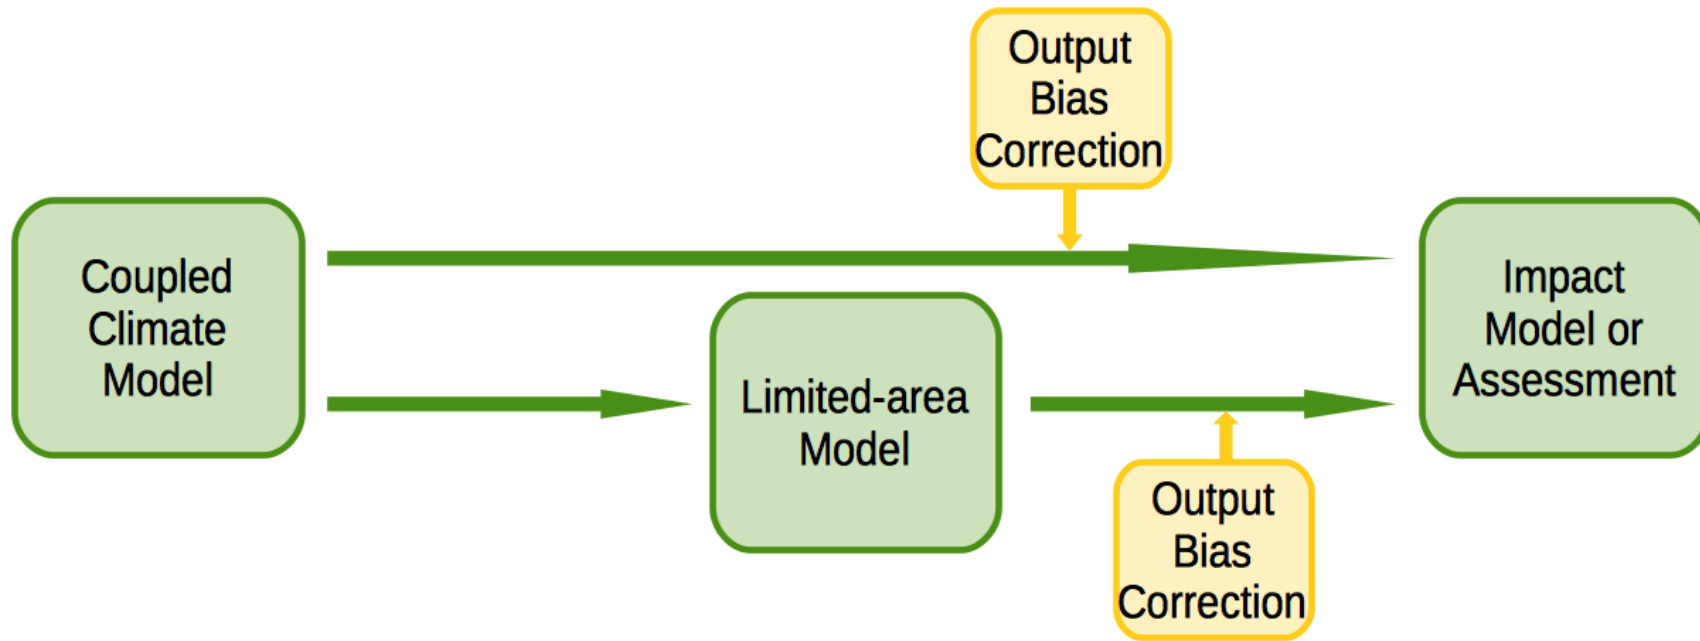 Output
Bias
Correction
Coupled
Climate
Model
Limited-area
Model
Impact
Model or
Assessment
Output
Bias
Correction